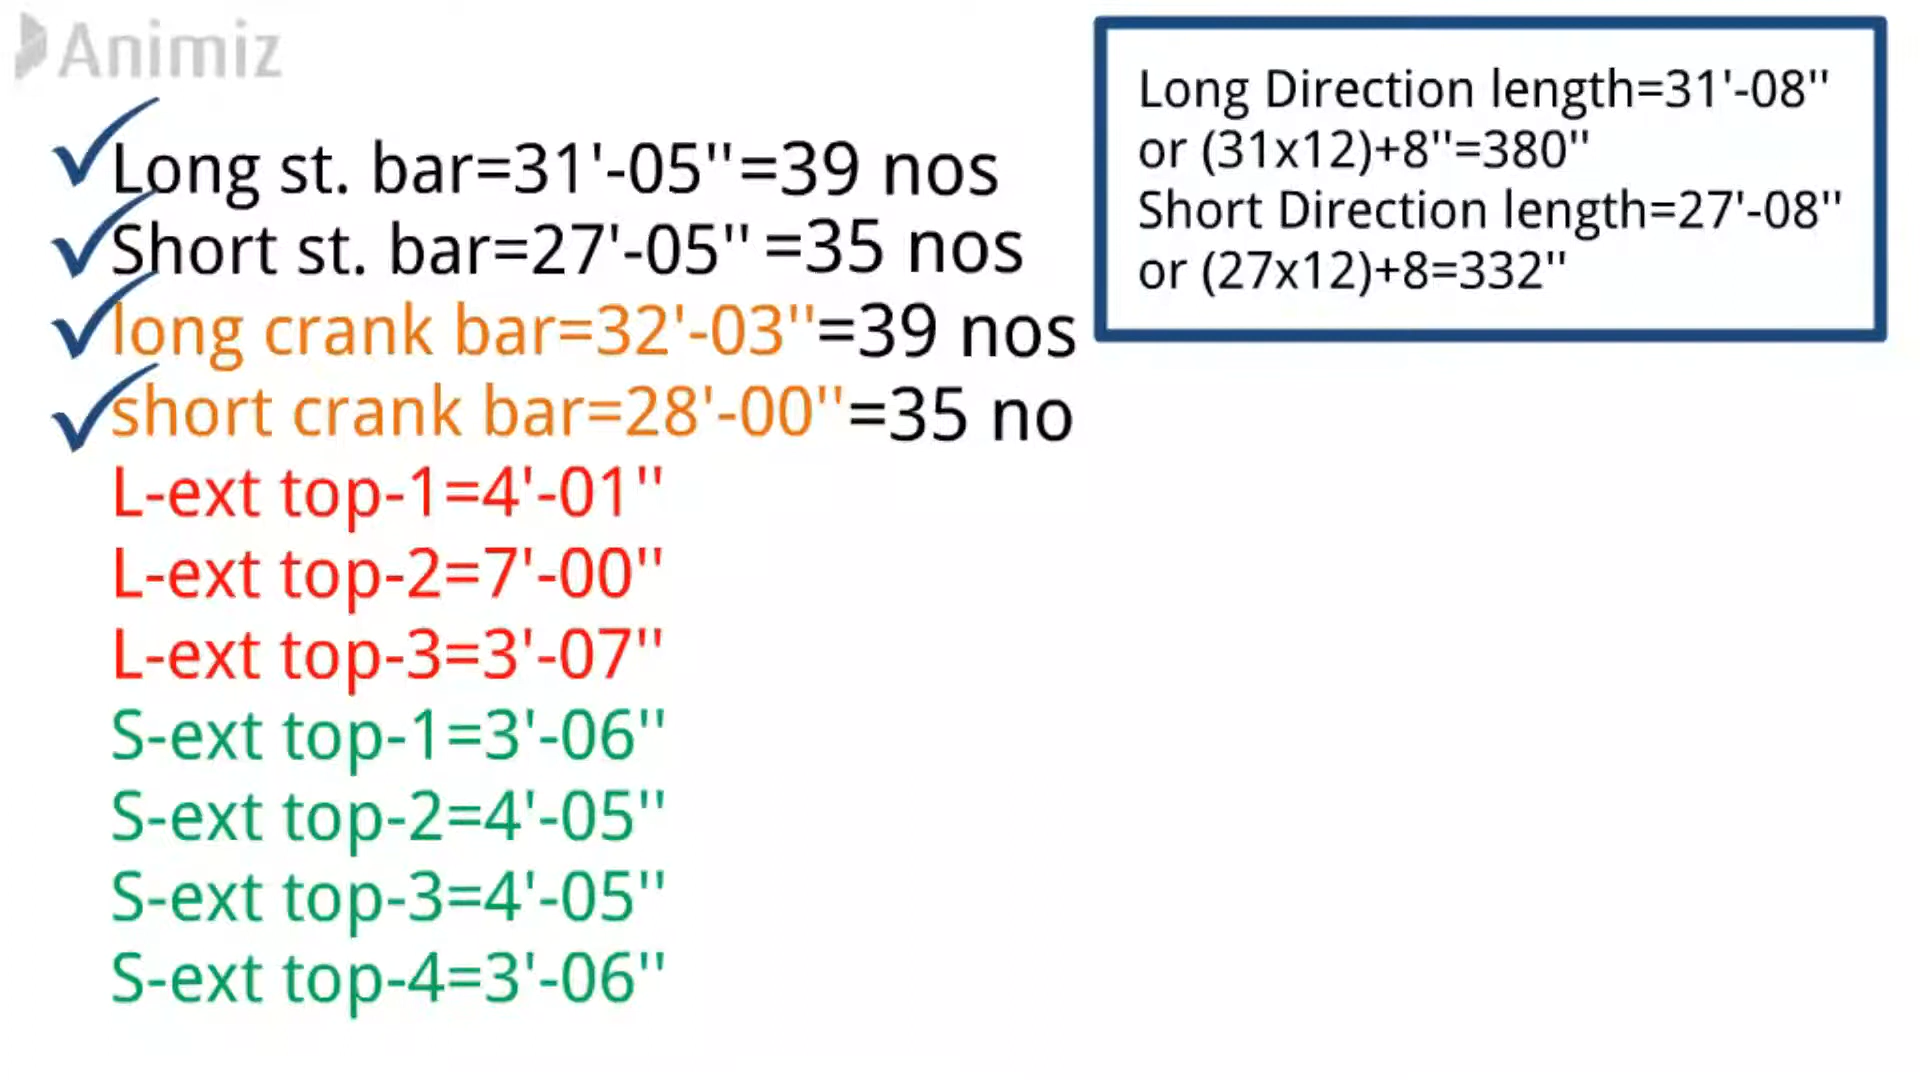 Animiz
Long st. bar=31'-05''=39 nos
Short st. bar=27'-05'' =35 nos
long crank bar=32'-03''=39 nos
short crank bar=28'-00''=35 no
L-ext top-1=4'-01''
L-ext top-2=7'-00''
L-ext top-3=3'-07''
S-ext top-1=3'-06''
S-ext top-2=4'-05''
S-ext top-3=4'-05''
S-ext top-4=3'-06''
Long Direction length=31'-08''
or (31x12)+8''=380''
Short Direction length=27'-08''
or (27x12)+8=332''